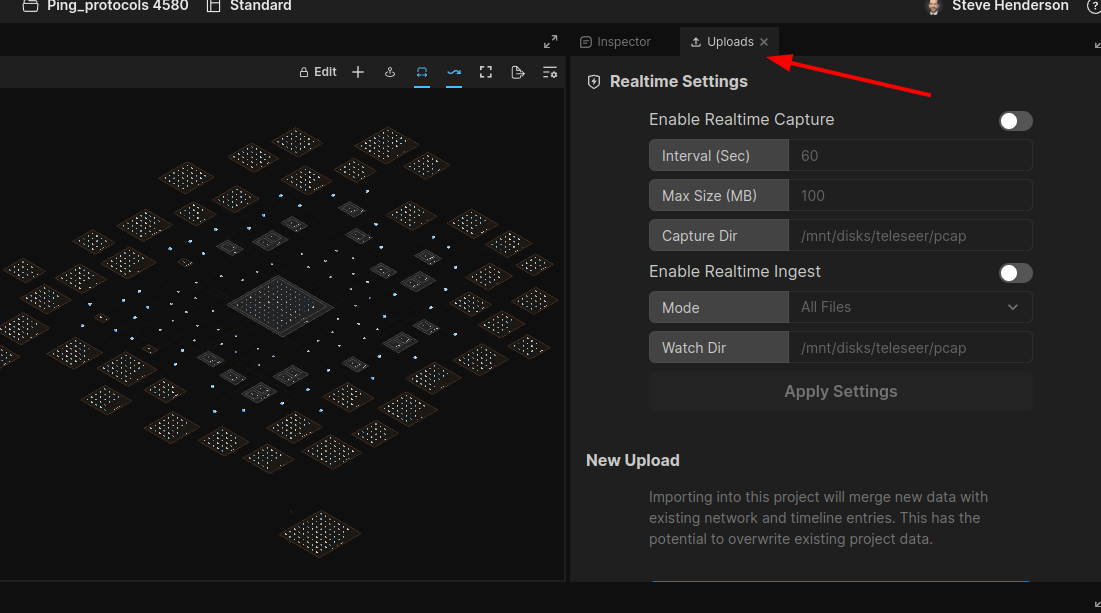 Ping_protocols 4580 Standard Steve Henderson ?
Inspector Uploads
Edit
Realtime Settings
Enable Realtime Capture
Interval (Sec) 60
Max Size (MB) 100
Capture Dir /mnt/disks/teleseer/pcap
Enable Realtime Ingest
Mode All Files
Watch Dir /mnt/disks/teleseer/pcap
Apply Settings
New Upload
Importing into this project will merge new data with
existing network and timeline entries. This has the
potential to overwrite existing project data.